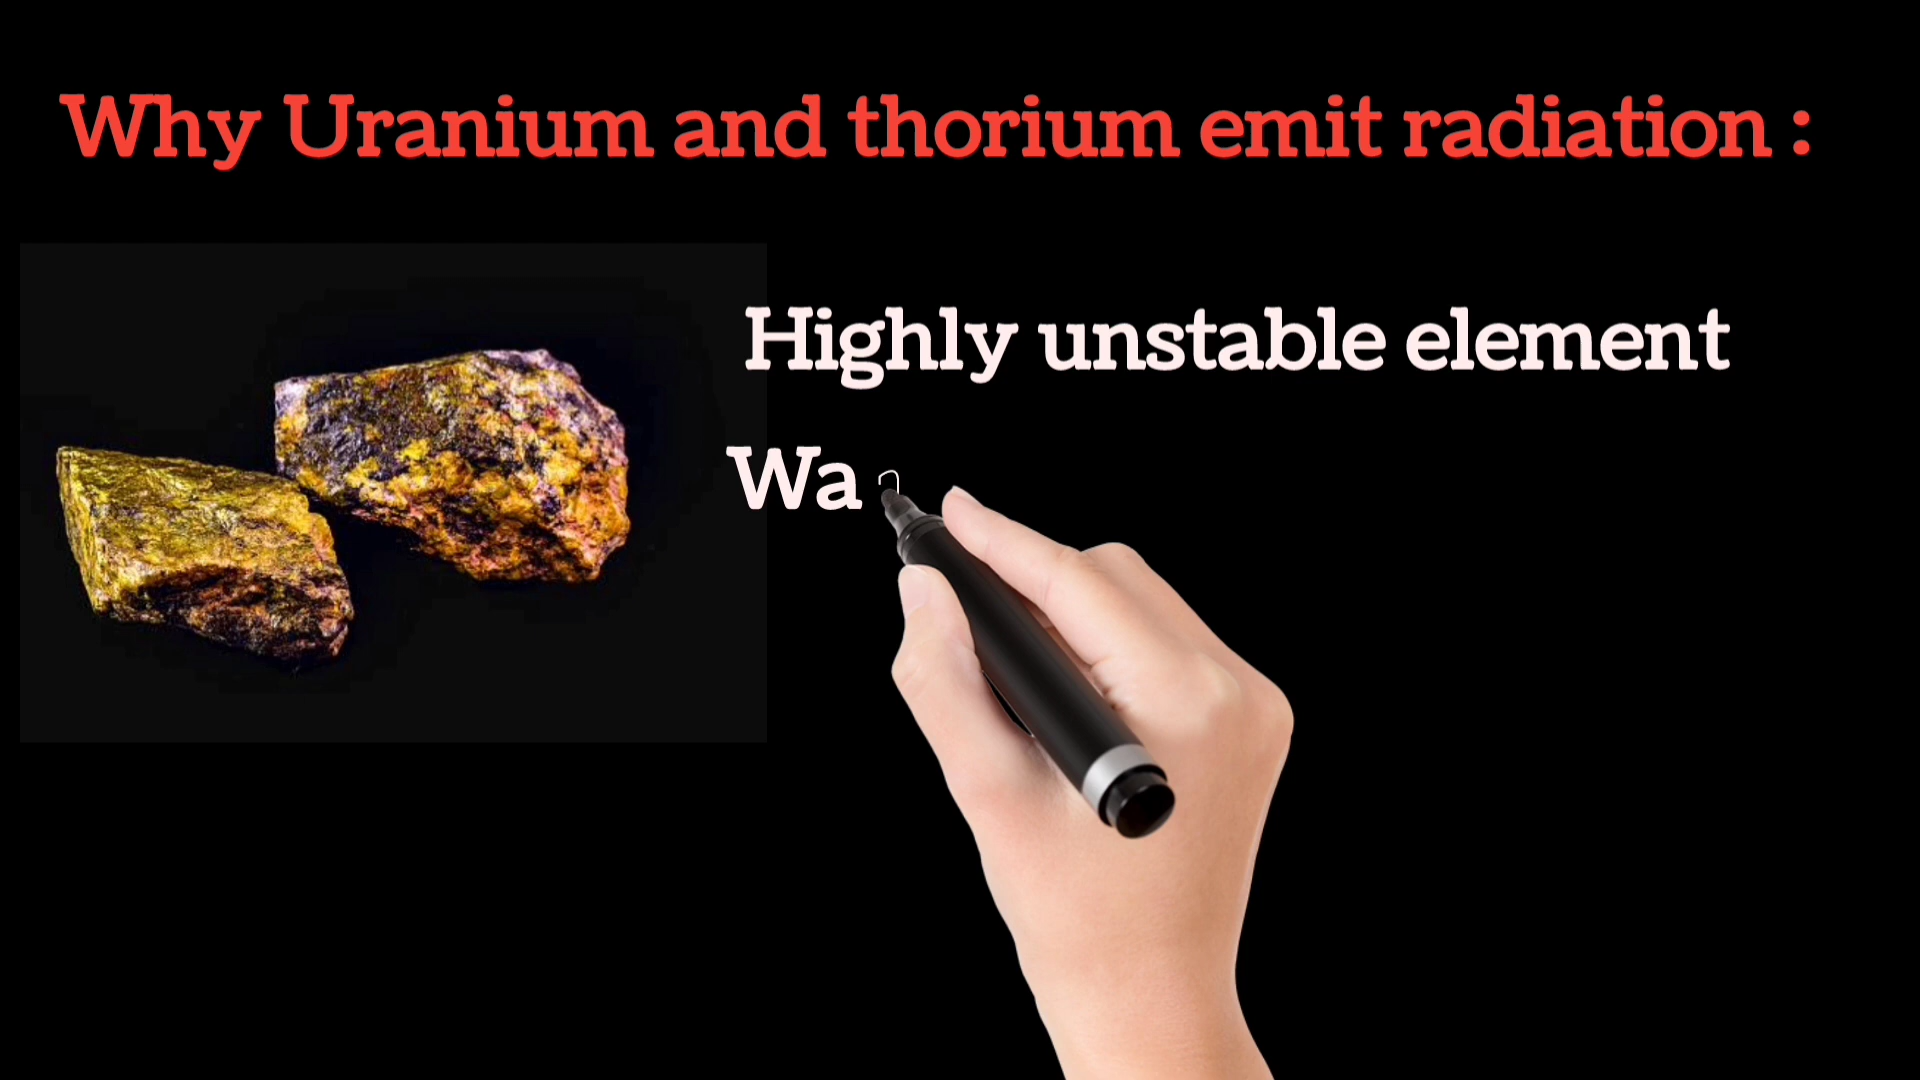 Why Uranium and thorium emit radiation :
Highly unstable element
Wa